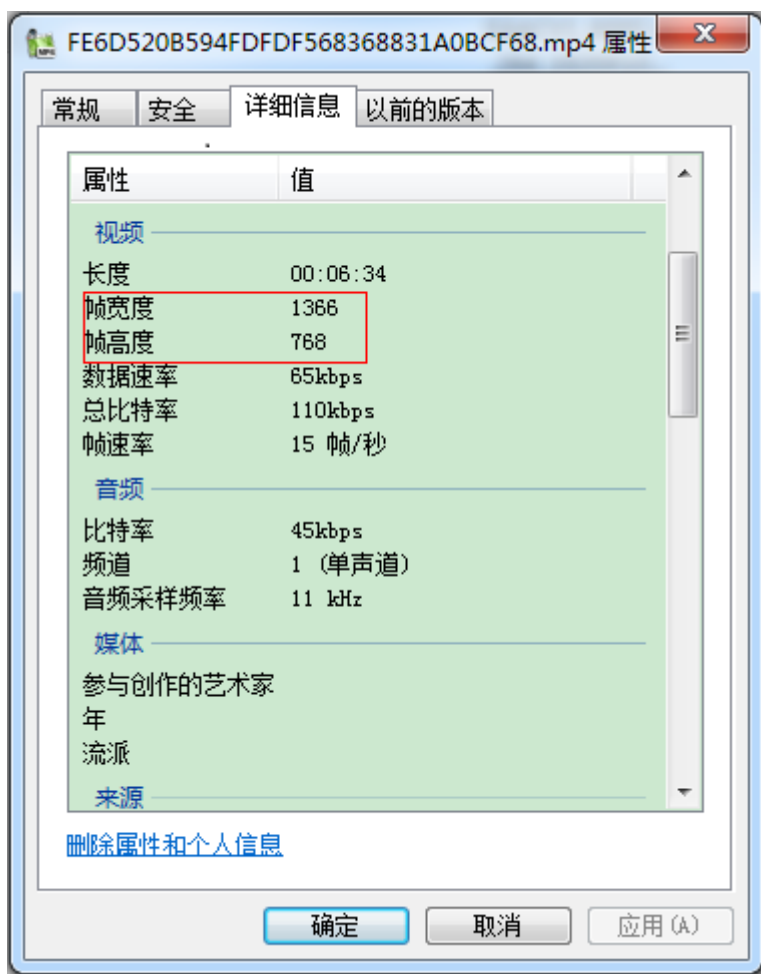 FE6D520B594FDFDF568368831A0BCF68.mp4 属性
常规 安全 详细信息 以前的版本
属性 值
视频
长度 00:06:34
帧宽度 1366
帧高度 768
数据速率 65kbps
总比特率 110kbps
帧速率 15 帧/秒
音频
比特率 45kbps
频道 1 (单声道)
音频采样频率 11 kHz
媒体
参与创作的艺术家
年
流派
来源
删除属性和个人信息
确定 取消 应用(A)